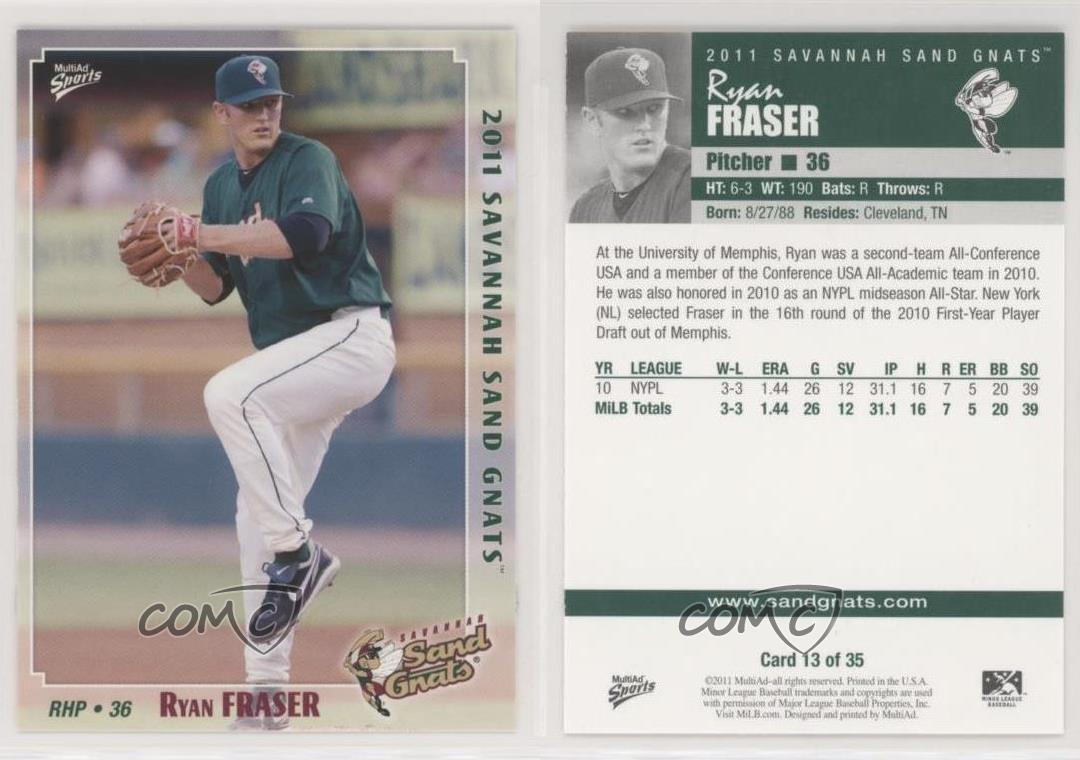 MultiAd
Sports
2011 SAVANNAH SAND GNATS™
SAVANNAH
Sand
Gnats®
RHP • 36 RYAN FRASER
COMC
2011 SAVANNAH SAND GNATS™
Ryan
FRASER
Pitcher ■ 36
HT: 6-3 WT: 190 Bats: R Throws: R
Born: 8/27/88 Resides: Cleveland, TN
At the University of Memphis, Ryan was a second-team All-Conference
USA and a member of the Conference USA All-Academic team in 2010.
He was also honored in 2010 as an NYPL midseason All-Star. New York
(NL) selected Fraser in the 16th round of the 2010 First-Year Player
Draft out of Memphis.
YR LEAGUE W-L ERA G SV IP H R ER BB SO
10 NYPL 3-3 1.44 26 12 31.1 16 7 5 20 39
MiLB Totals 3-3 1.44 26 12 31.1 16 7 5 20 39
www.sandgnats.com
COMC
Card 13 of 35
MultiAd
Sports
©2011 MultiAd–all rights reserved. Printed in the U.S.A.
Minor League Baseball trademarks and copyrights are used
with permission of Major League Baseball Properties, Inc.
Visit MiLB.com. Designed and printed by MultiAd.
MINOR LEAGUE
BASEBALL